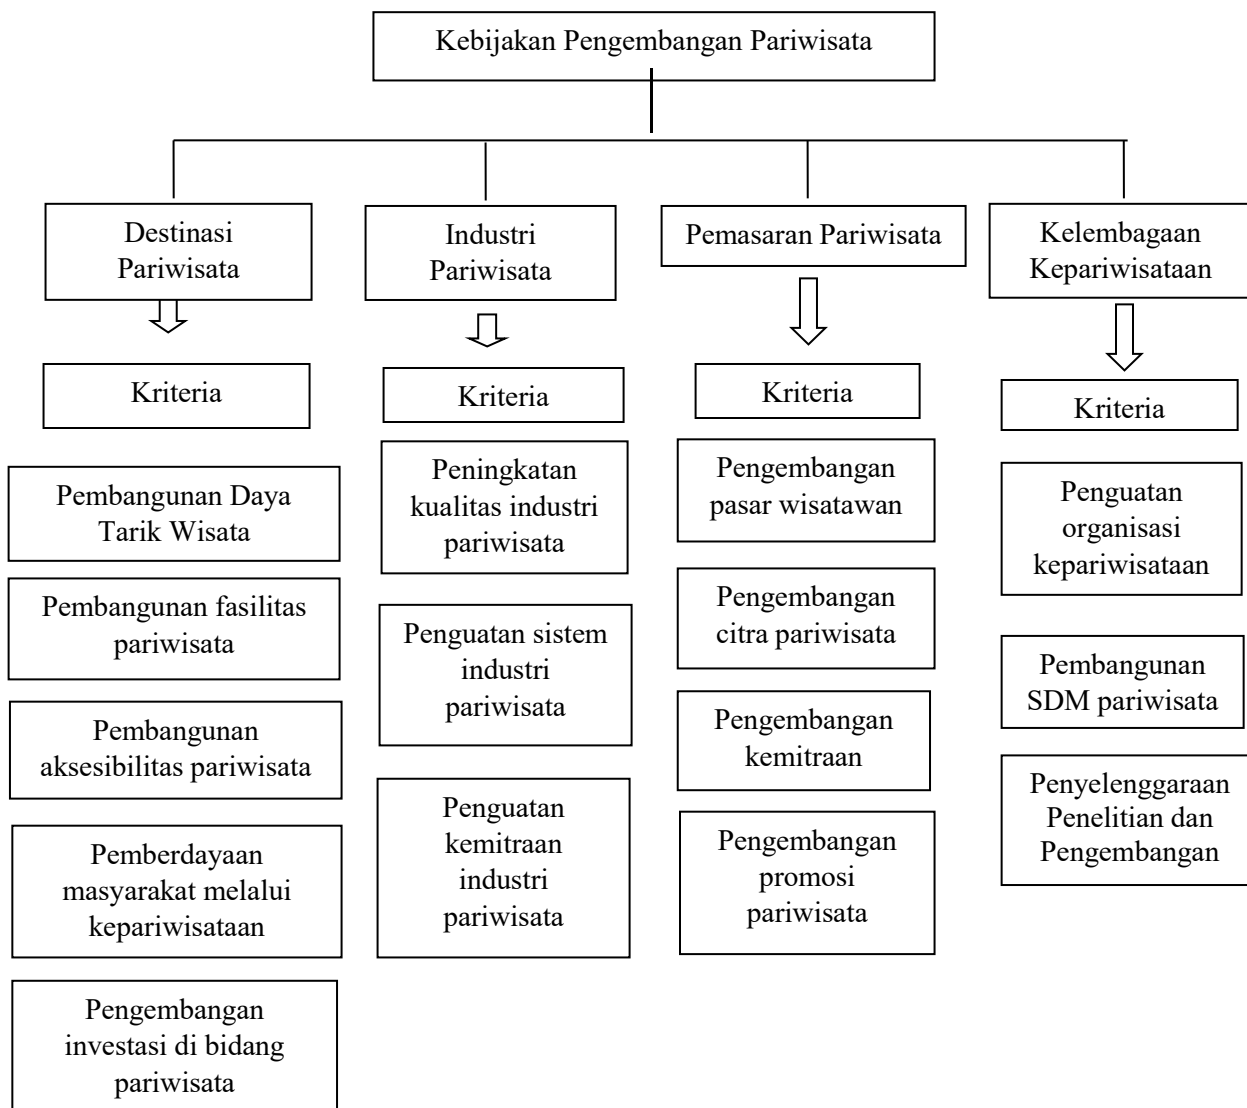 Kebijakan Pengembangan Pariwisata
Destinasi
Pariwisata
Industri
Pariwisata
Pemasaran Pariwisata
Kelembagaan
Kepariwisataan
Kriteria
Kriteria
Kriteria
Kriteria
Pembangunan Daya
Tarik Wisata
Pembangunan fasilitas
pariwisata
Pembangunan
aksesibilitas pariwisata
Pemberdayaan
masyarakat melalui
kepariwisataan
Pengembangan
investasi di bidang
pariwisata
Peningkatan
kualitas industri
pariwisata
Penguatan sistem
industri
pariwisata
Penguatan
kemitraan
industri
pariwisata
Pengembangan
pasar wisatawan
Pengembangan
citra pariwisata
Pengembangan
kemitraan
Pengembangan
promosi
pariwisata
Penguatan
organisasi
kepariwisataan
Pembangunan
SDM pariwisata
Penyelenggaraan
Penelitian dan
Pengembangan